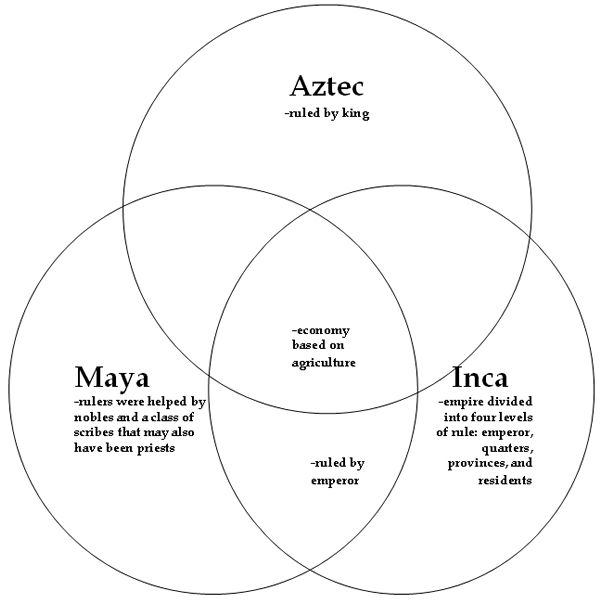 Aztec
-ruled by king
-economy
based on
agriculture
Maya
-rulers were helped by
nobles and a class of
scribes that may also
have been priests
Inca
-empire divided
into four levels
of rule: emperor,
quarters,
provinces, and
residents
-ruled by
emperor